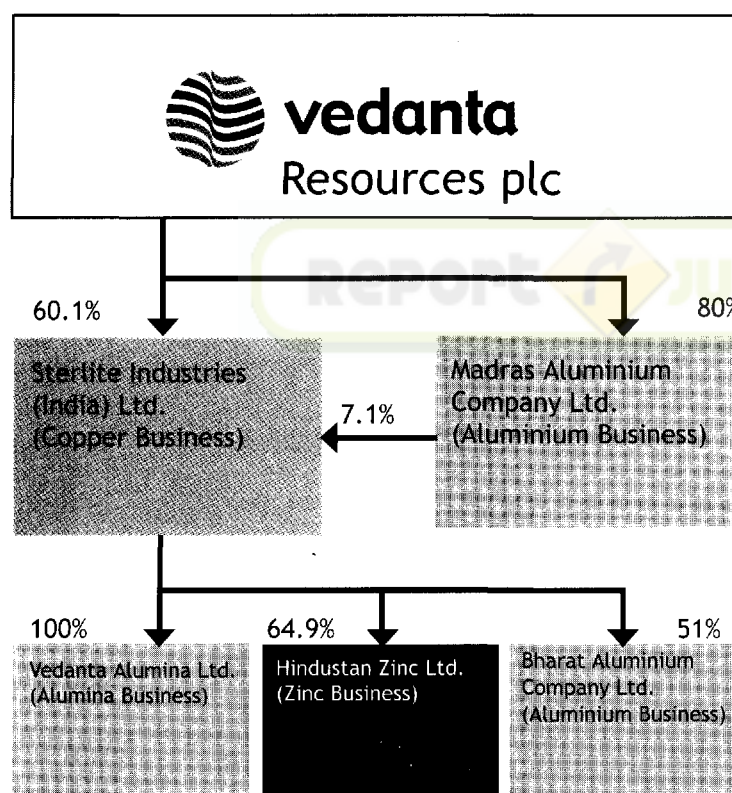 vedanta
Resources plc
REPORT JU
60.1%
80%
Sterlite Industries
(India) Ltd.
(Copper Business)
7.1%
Madras Aluminium
Company Ltd.
(Aluminium Business)
100%
64.9%
51%
Vedanta Alumina Ltd.
(Alumina Business)
Hindustan Zinc Ltd.
(Zinc Business)
Bharat Aluminium
Company Ltd.
(Aluminium Business)